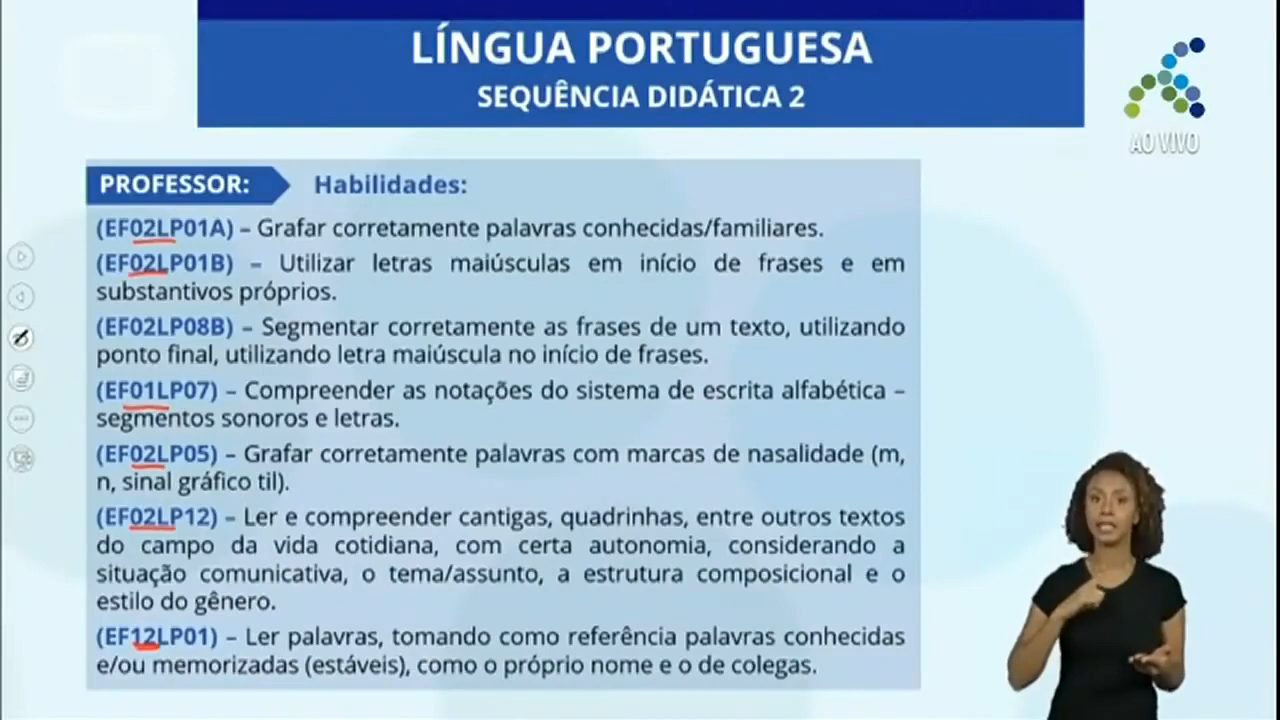 LÍNGUA PORTUGUESA
SEQUÊNCIA DIDÁTICA 2
AO VIVO
PROFESSOR: Habilidades:
(EF02LP01A) – Grafar corretamente palavras conhecidas/familiares.
(EF02LP01B) – Utilizar letras maiúsculas em início de frases e em
substantivos próprios.
(EF02LP08B) – Segmentar corretamente as frases de um texto, utilizando
ponto final, utilizando letra maiúscula no início de frases.
(EF01LP07) – Compreender as notações do sistema de escrita alfabética –
segmentos sonoros e letras.
(EF02LP05) – Grafar corretamente palavras com marcas de nasalidade (m,
n, sinal gráfico til).
(EF02LP12) – Ler e compreender cantigas, quadrinhas, entre outros textos
do campo da vida cotidiana, com certa autonomia, considerando a
situação comunicativa, o tema/assunto, a estrutura composicional e o
estilo do gênero.
(EF12LP01) – Ler palavras, tomando como referência palavras conhecidas
e/ou memorizadas (estáveis), como o próprio nome e o de colegas.